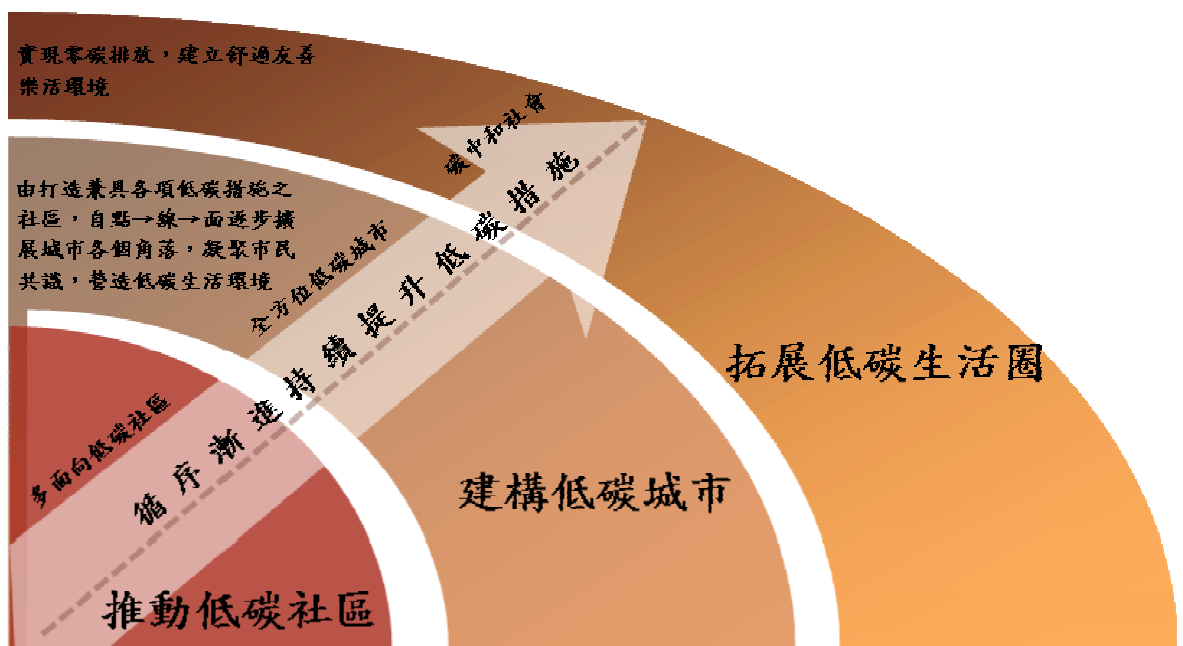 實現零碳排放,建立舒適友善
樂活環境
由打造兼具各項低碳措施之
社區,自點→線→面逐步擴
展城市各個角落,凝聚市民
共識,營造低碳生活環境
碳中和社會
全方位低碳城市
多面向低碳社區
循序漸進持續提升低碳措施
拓展低碳生活圈
建構低碳城市
推動低碳社區